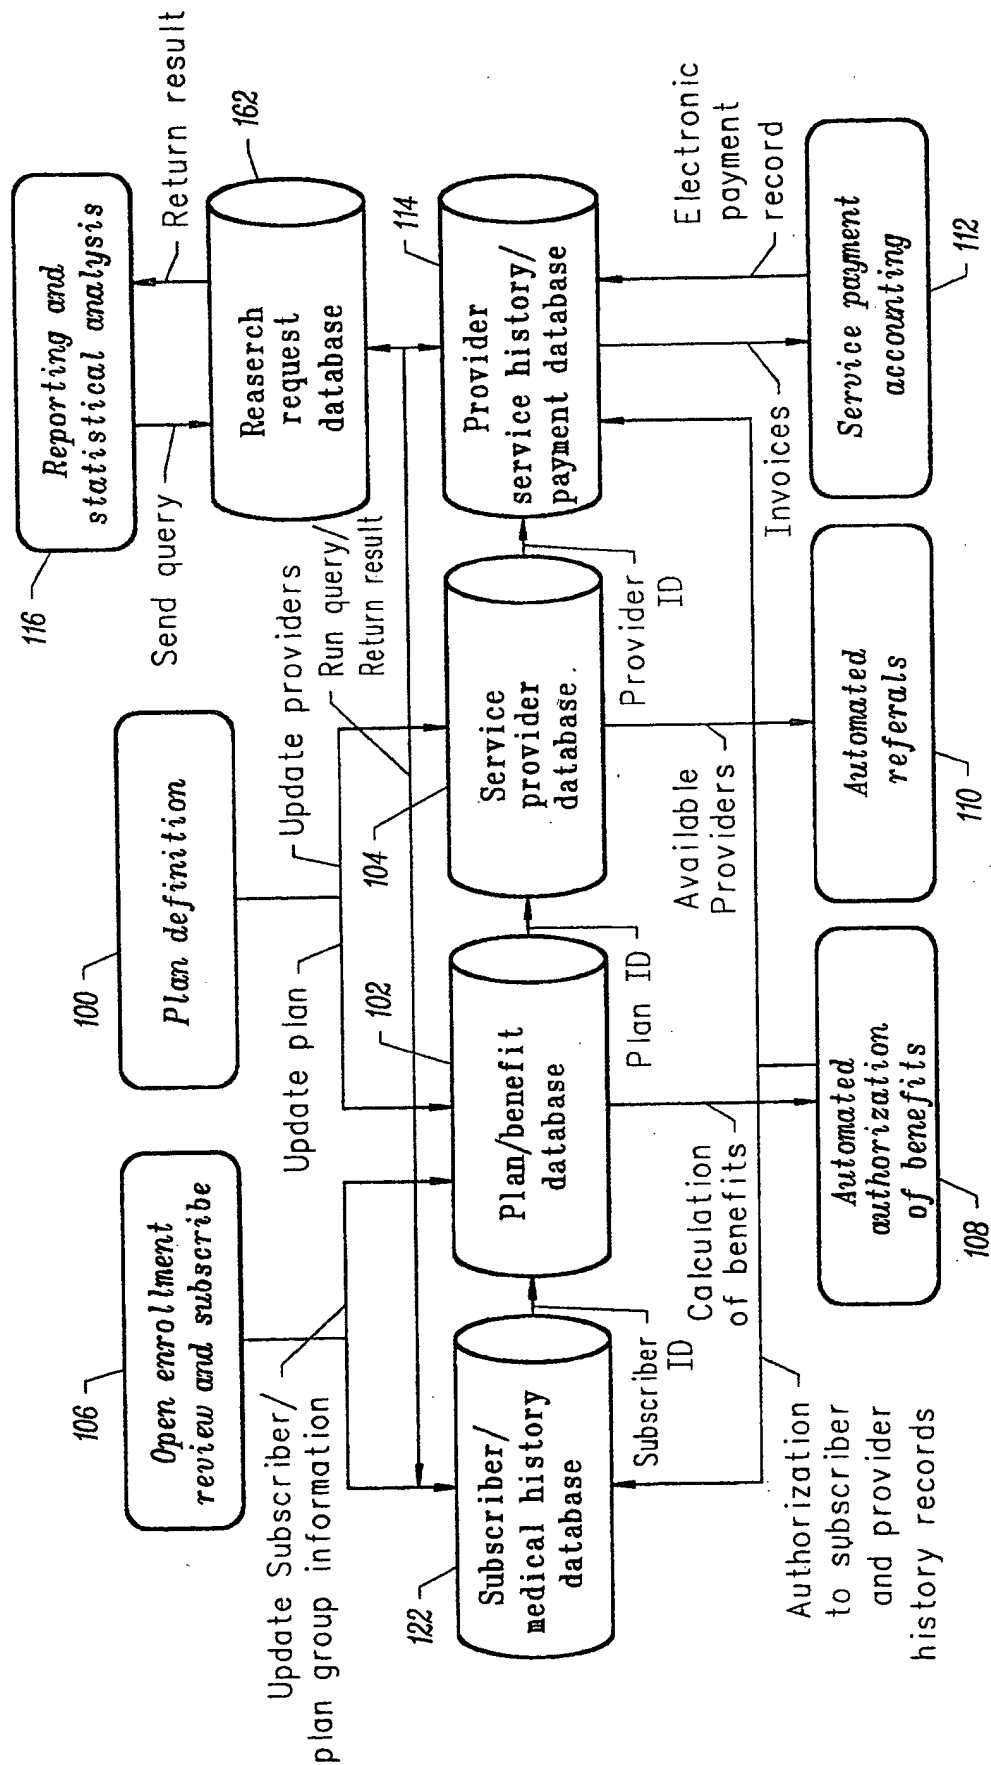 106
Open enrollment
review and subscribe
100
Plan definition
116
Reporting and
statistical analysis
Update Subscriber/
plan group information
Update plan
Update providers
Send query
Return result
162
Reaserch
request
database
Run query/
Return result
122
Subscriber/
medical history
database
102
Plan/benefit
database
104
Service
provider
database.
114
Provider
service history/
payment database
Subscriber
ID
Plan ID
Provider
ID
Calculation
of benefits
Available
Providers
Invoices
Electronic
payment
record
Authorization
to subscriber
and provider
history records
Automated
authorization
of benefits
108
Automated
referals
110
Service payment
accounting
112